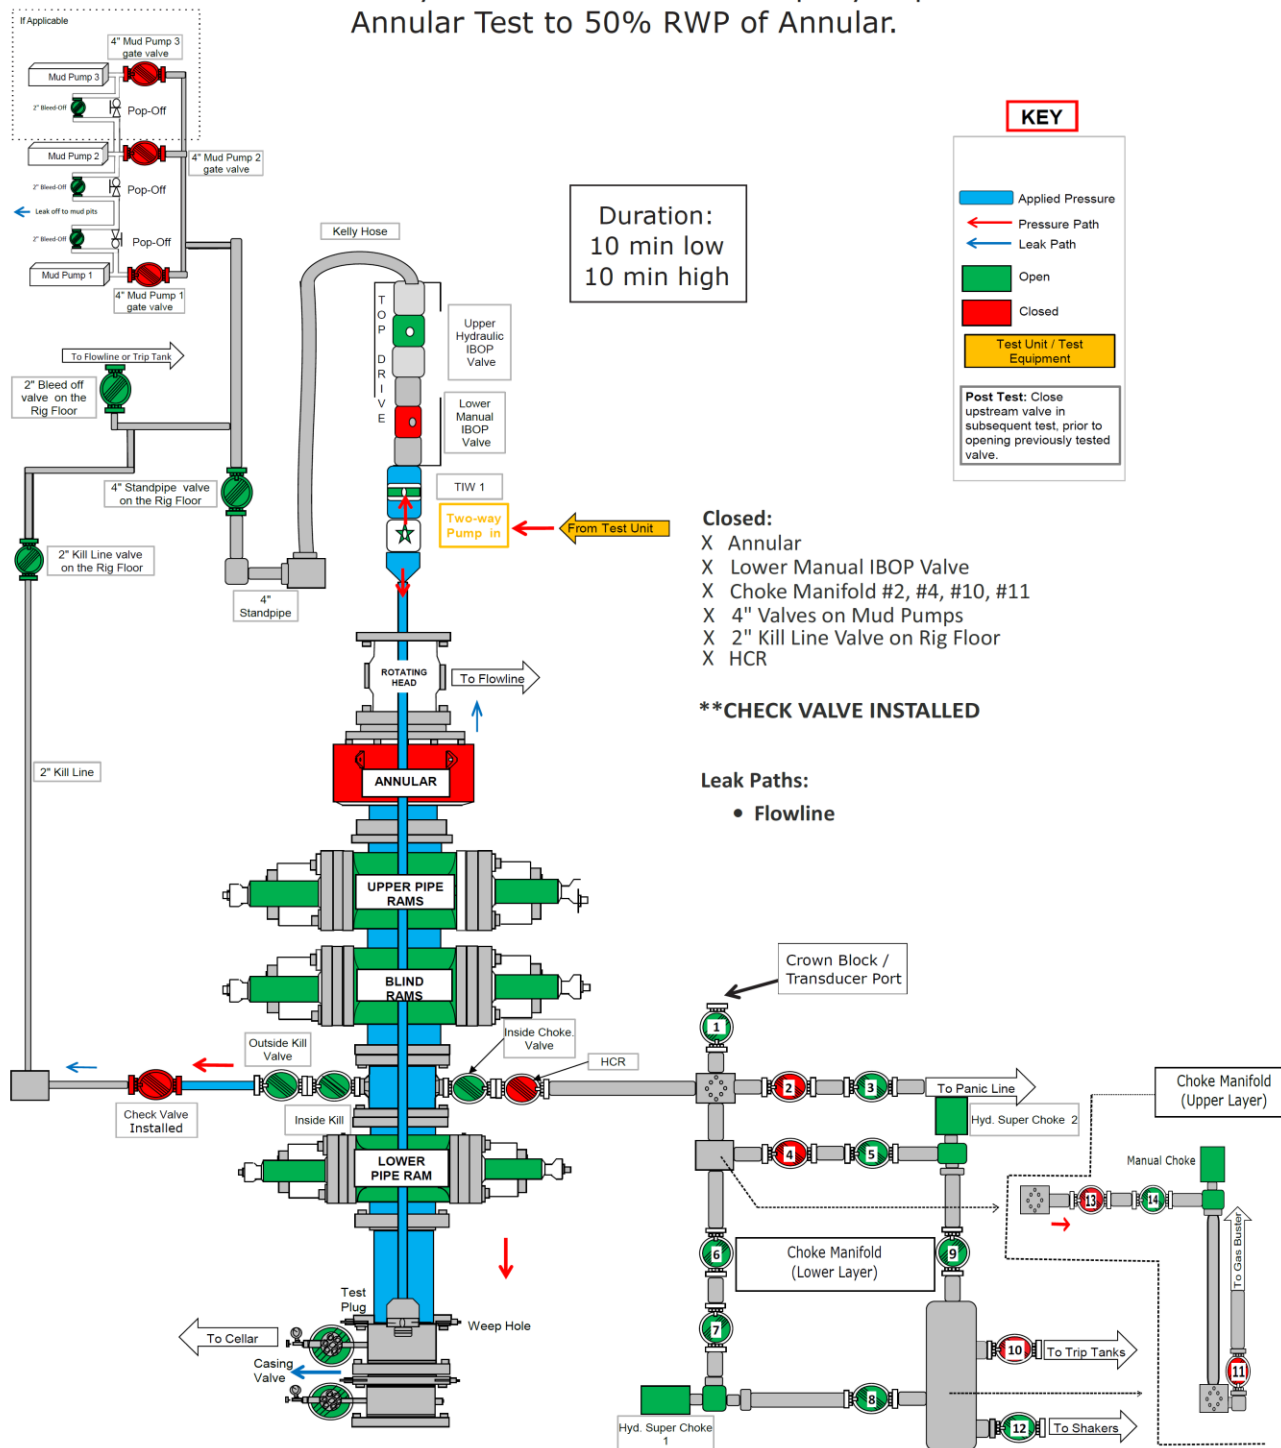 Annular Test to 50% RWP of Annular.
If Applicable
4" Mud Pump 3
gate valve
Mud Pump 3
2" Bleed-Off
Pop-Off
Mud Pump 2
4" Mud Pump 2
gate valve
2" Bleed-Off
Pop-Off
Leak off to mud pits
2" Bleed-Off
Pop-Off
Mud Pump 1
4" Mud Pump 1
gate valve
To Flowline or Trip Tank
2" Bleed off
valve on the
Rig Floor
4" Standpipe valve
on the Rig Floor
2" Kill Line valve
on the Rig Floor
4"
Standpipe
Kelly Hose
TOP DRIVE
Upper
Hydraulic
IBOP
Valve
Lower
Manual
IBOP
Valve
TIW 1
Two-way
Pump in
From Test Unit
Duration:
10 min low
10 min high
KEY
Applied Pressure
Pressure Path
Leak Path
Open
Closed
Test Unit / Test
Equipment
Post Test: Close
upstream valve in
subsequent test, prior to
opening previously tested
valve.
Closed:
X Annular
X Lower Manual IBOP Valve
X Choke Manifold #2, #4, #10, #11
X 4" Valves on Mud Pumps
X 2" Kill Line Valve on Rig Floor
X HCR
**CHECK VALVE INSTALLED
Leak Paths:
• Flowline
ROTATING
HEAD
To Flowline
2" Kill Line
ANNULAR
UPPER PIPE
RAMS
BLIND
RAMS
Outside Kill
Valve
Inside Choke.
Valve
HCR
Check Valve
Installed
Inside Kill
LOWER
PIPE RAM
Test
Plug
Weep Hole
To Cellar
Casing
Valve
Crown Block /
Transducer Port
1
2
3
To Panic Line
Hyd. Super Choke 2
4
5
6
Choke Manifold
(Lower Layer)
9
7
10
To Trip Tanks
8
12
To Shakers
Hyd. Super Choke
1
Choke Manifold
(Upper Layer)
Manual Choke
13
14
To Gas Buster
11